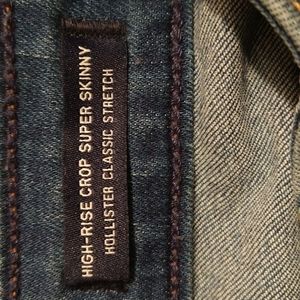 HIGH-RISE CROP SUPER SKINNY
HOLLISTER CLASSIC STRETCH